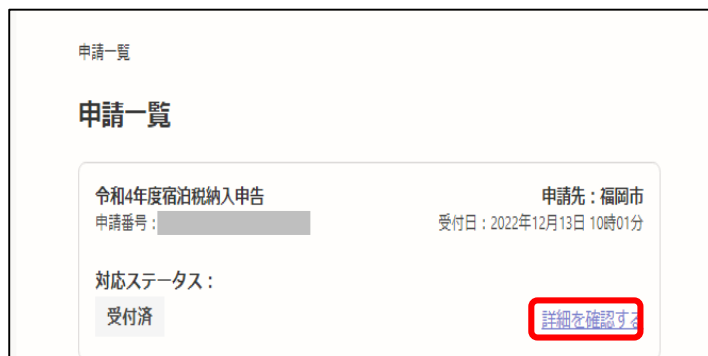 申請一覧
申請一覧
令和4年度宿泊税納入申告
申請先：福岡市
申請番号：
受付日：2022年12月13日 10時01分
対応ステータス：
受付済
詳細を確認する